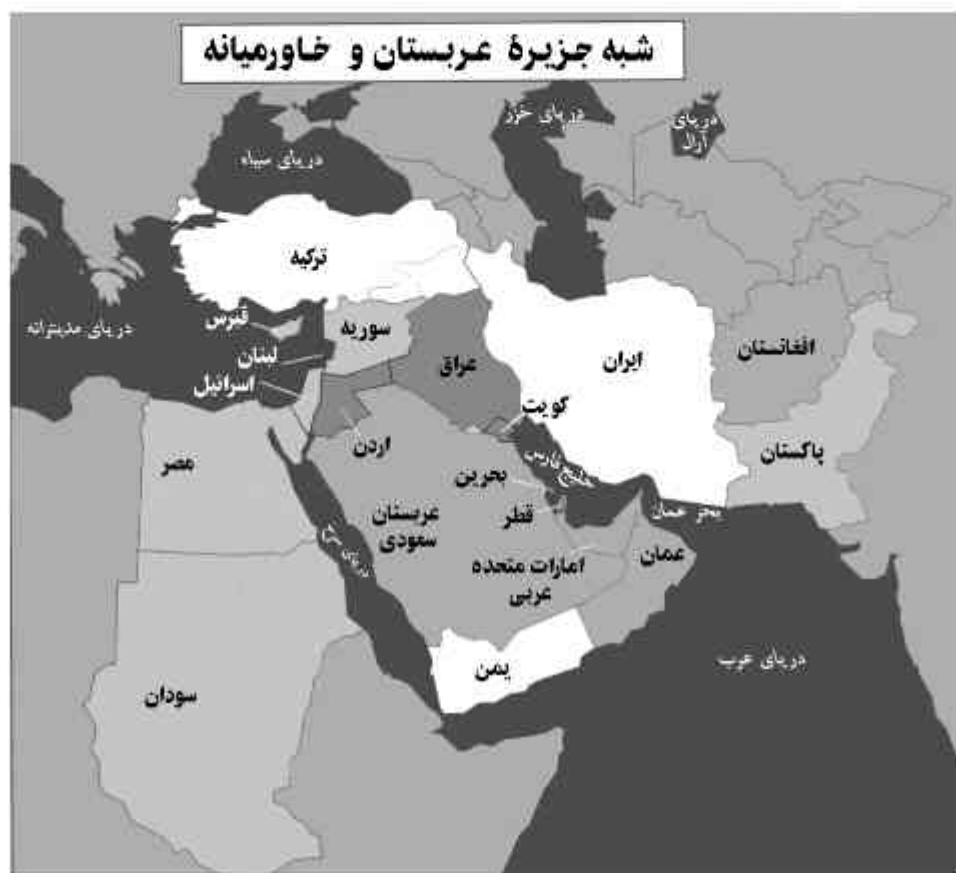 شبه جزیرهٔ عربستان و خاورمیانه
دریای خزر
دریای
آرال
دریای سیاه
ترکیه
قبرس
دریای مدیترانه
سوریه
لبنان
اسرائیل
عراق
ایران
افغانستان
کویت
اردن
پاکستان
مصر
خلیج فارس
بحرین
قطر
بحر عمان
عربستان
سعودی
دریای سرخ
عمان
امارات متحده
عربی
دریای عرب
یمن
سودان